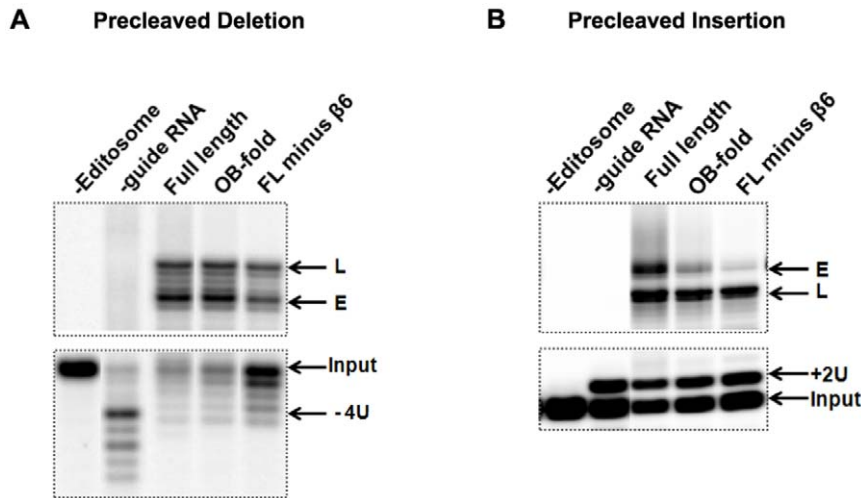 A Precleaved Deletion
-Editosome
-guide RNA
Full length
OB-fold
FL minus β6
L
E
Input
-4U
B Precleaved Insertion
-Editosome
-guide RNA
Full length
OB-fold
FL minus β6
E
L
+2U
Input